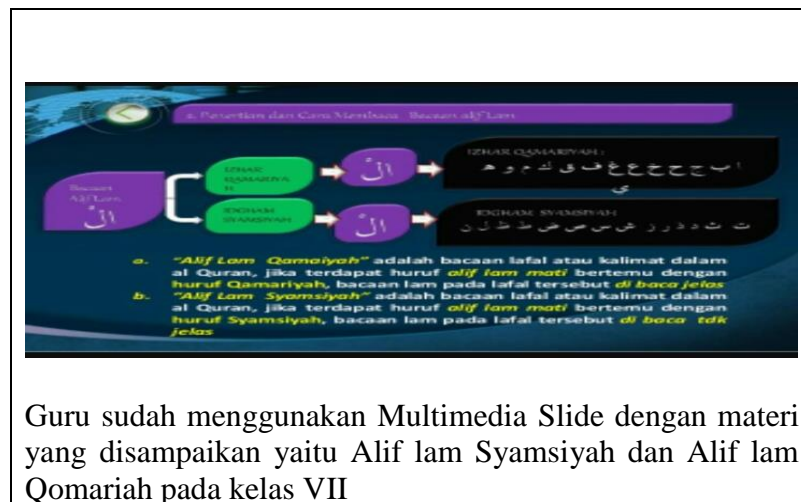 2. Pengertian dan Cara Membaca Bacaan alif Lam
IZHAR QAMARIYAH :
IZHAR
QAMARIYA
H
Bacaan
Alif Lam
IDGHAM
SYAMSIYAH
IDGHAM SYAMSIYAH
a. "Alif Lam Qamaiyah" adalah bacaan lafal atau kalimat dalam
al Quran, jika terdapat huruf alif lam mati bertemu dengan
huruf Qamariyah, bacaan lam pada lafal tersebut di baca jelas
b. "Alif Lam Syamsiyah" adalah bacaan lafal atau kalimat dalam
al Quran, jika terdapat huruf alif lam mati bertemu dengan
huruf Syamsiyah, bacaan lam pada lafal tersebut di baca tdk
jelas
Guru sudah menggunakan Multimedia Slide dengan materi
yang disampaikan yaitu Alif lam Syamsiyah dan Alif lam
Qomariah pada kelas VII